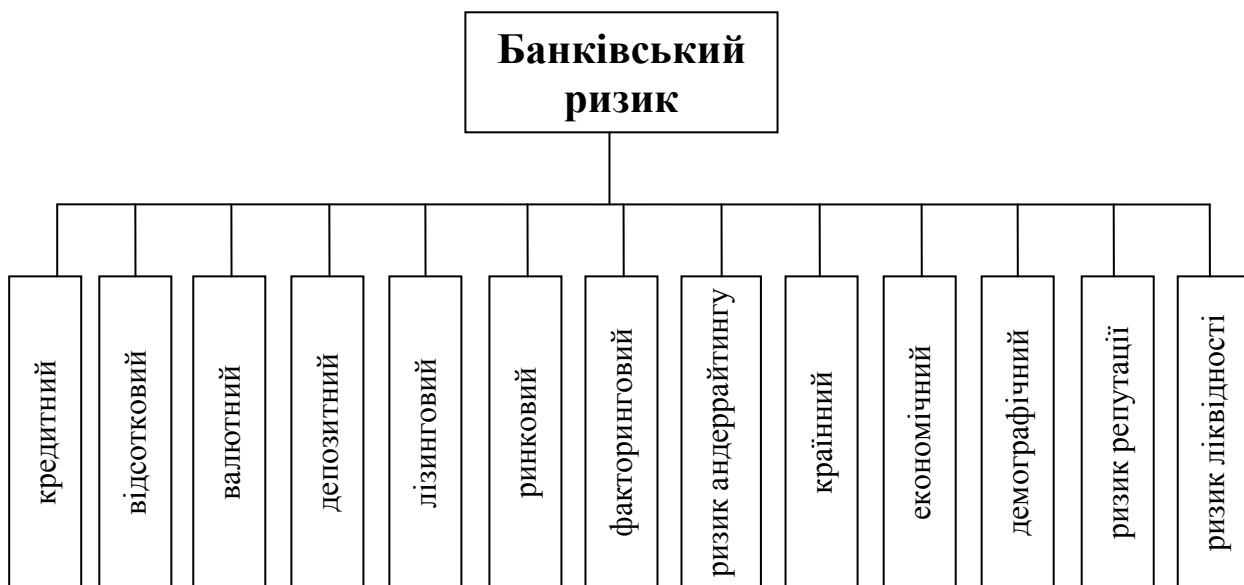 Банківський
ризик
кредитний
відсотковий
валютний
депозитний
лізинговий
ринковий
факторинговий
ризик андеррайтингу
країнний
економічний
демографічний
ризик репутації
ризик ліквідності